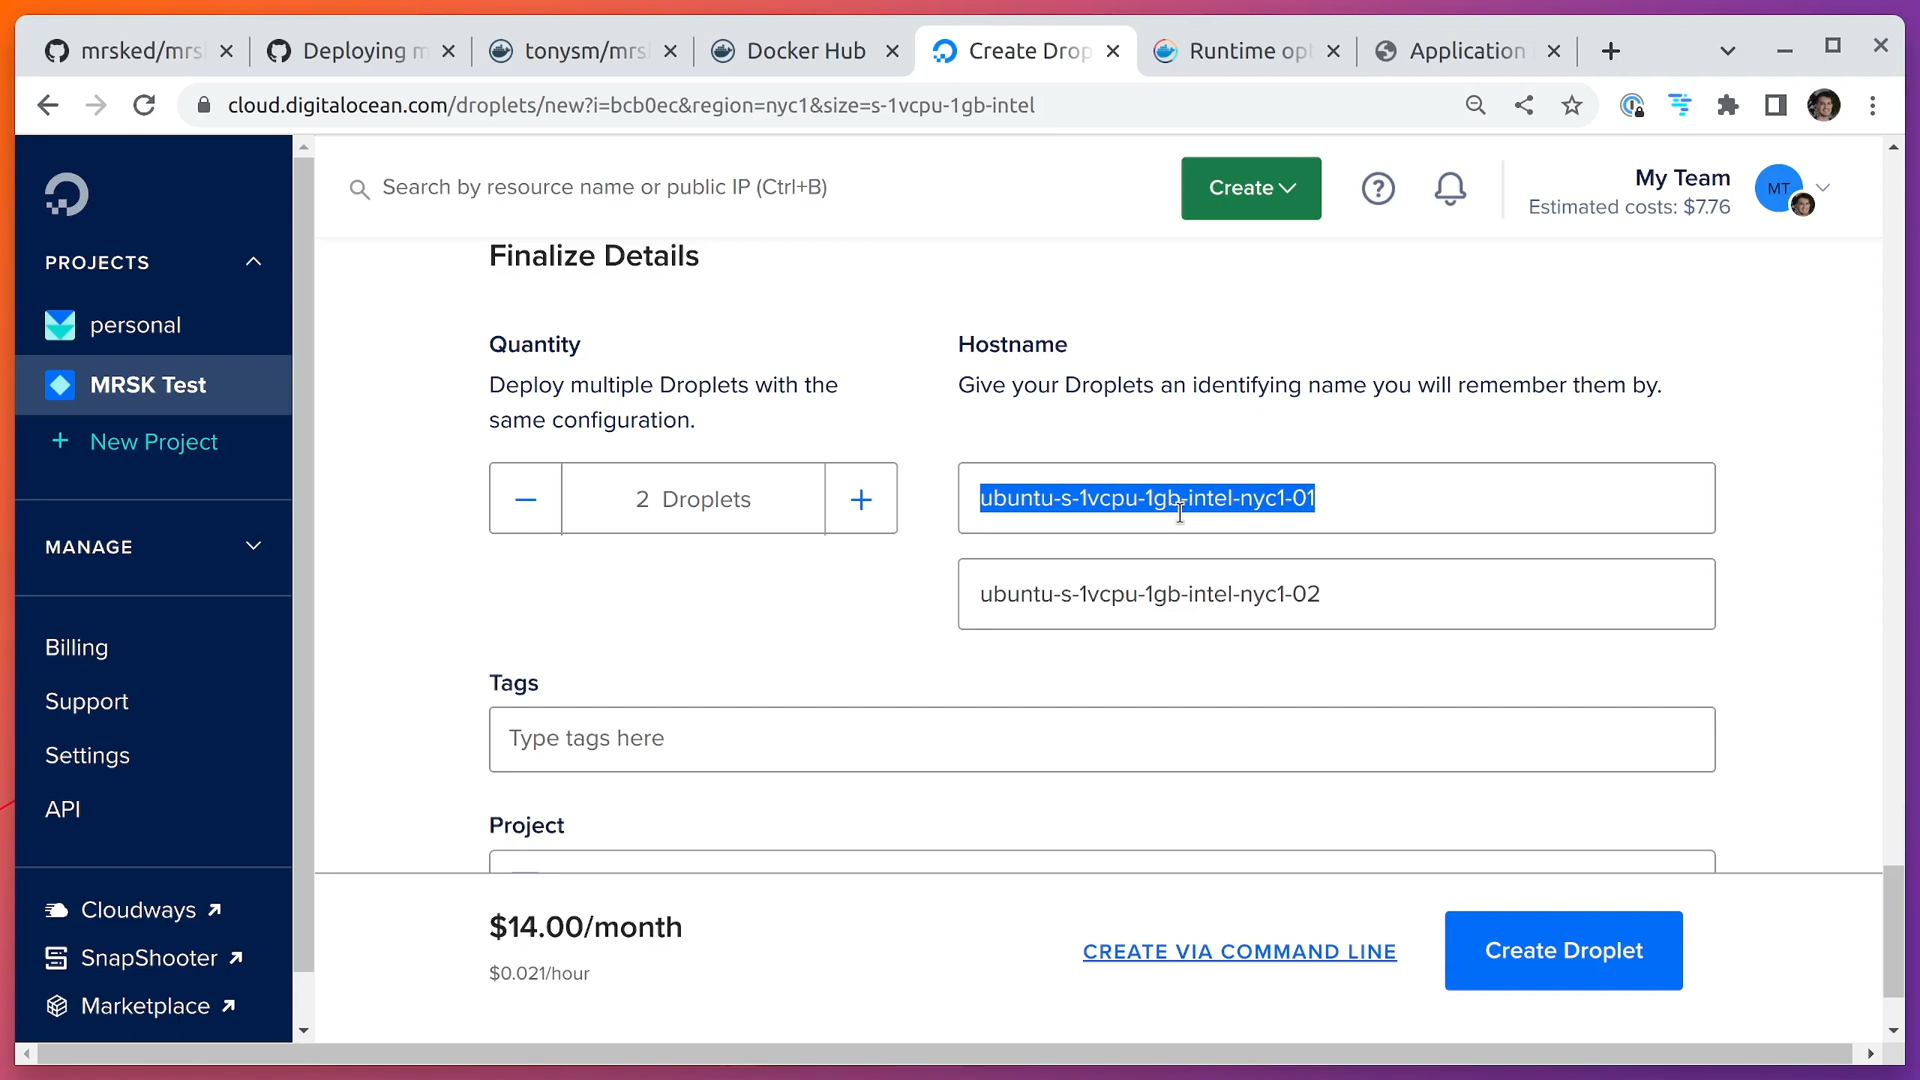 mrsked/mrs
Deploying m
tonysm/mrs
Docker Hub
Create Drop
Runtime op
Application
cloud.digitalocean.com/droplets/new?i=bcb0ec&region=nyc1&size=s-1vcpu-1gb-intel
Search by resource name or public IP (Ctrl+B)
Create
My Team
Estimated costs: $7.76
MT
PROJECTS
personal
MRSK Test
+ New Project
MANAGE
Billing
Support
Settings
API
Cloudways
SnapShooter
Marketplace
Finalize Details
Quantity
Deploy multiple Droplets with the
same configuration.
2 Droplets
Hostname
Give your Droplets an identifying name you will remember them by.
ubuntu-s-1vcpu-1gb-intel-nyc1-01
ubuntu-s-1vcpu-1gb-intel-nyc1-02
Tags
Type tags here
Project
$14.00/month
$0.021/hour
CREATE VIA COMMAND LINE
Create Droplet